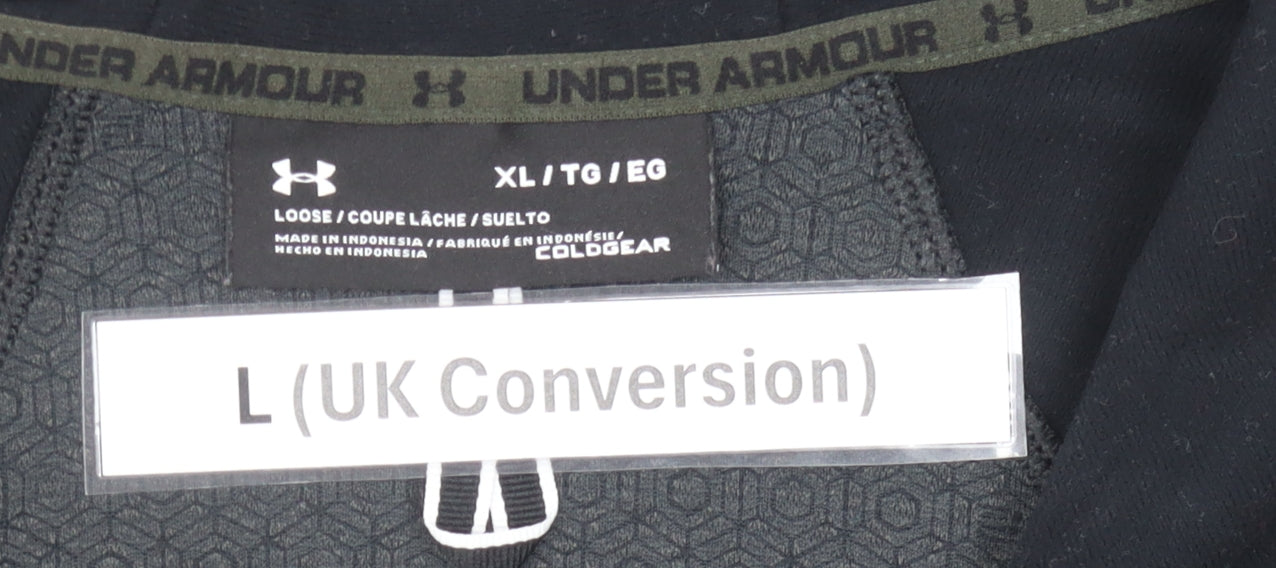 NDER ARMOUR UNDER ARMOUR
XL / TG / EG
LOOSE / COUPE LÂCHE / SUELTO
MADE IN INDONESIA / FABRIQUÉ EN INDONÉSIE /
HECHO EN INDONESIA
COLDGEAR
L (UK Conversion)